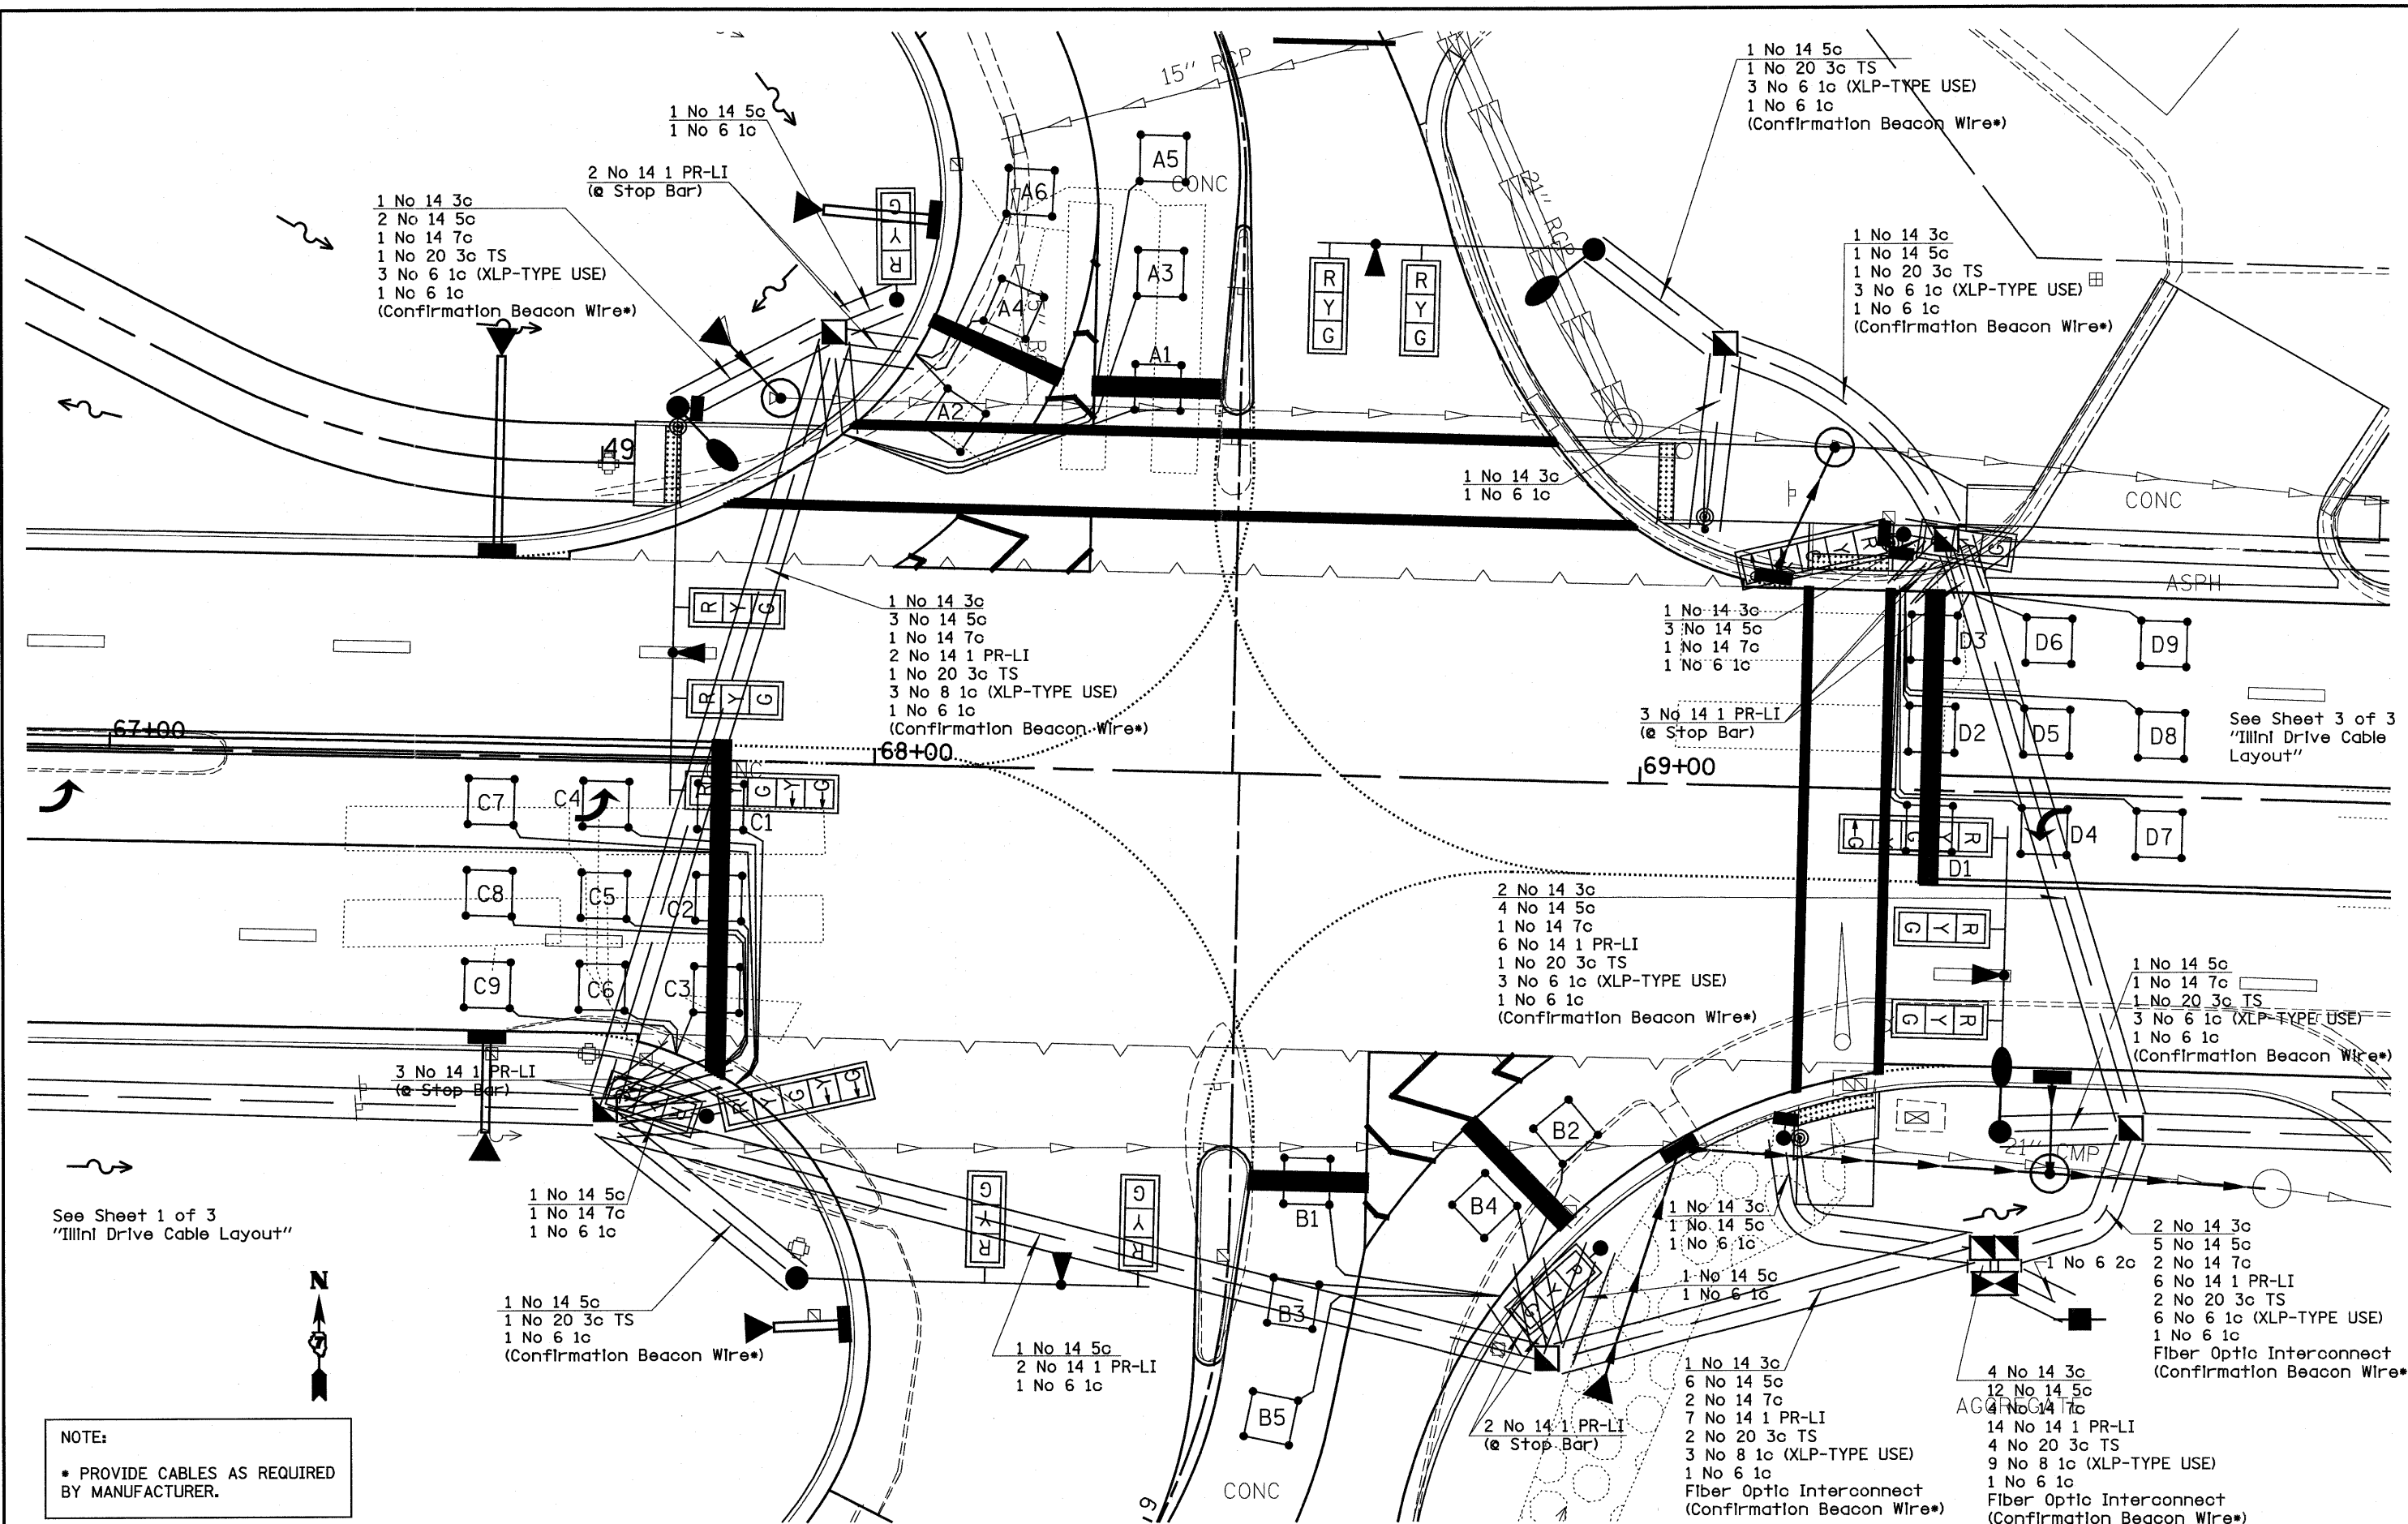 15" RCP
1 No 14 5c
1 No 20 3c TS
3 No 6 1c (XLP-TYPE USE)
1 No 6 1c
(Confirmation Beacon Wire*)
1 No 14 5c
1 No 6 1c
2 No 14 1 PR-LI
(@ Stop Bar)
1 No 14 3c
2 No 14 5c
1 No 14 7c
1 No 20 3c TS
3 No 6 1c (XLP-TYPE USE)
1 No 6 1c
(Confirmation Beacon Wire*)
G
Y
R
A6
A5
CONC
A4
A3
A1
A2
R
Y
G
R
Y
G
21" RCP
1 No 14 3c
1 No 14 5c
1 No 20 3c TS
3 No 6 1c (XLP-TYPE USE)
1 No 6 1c
(Confirmation Beacon Wire*)
49
1 No 14 3c
1 No 6 1c
CONC
ASPH
R Y G
R Y G
1 No 14 3c
3 No 14 5c
1 No 14 7c
2 No 14 1 PR-LI
1 No 20 3c TS
3 No 8 1c (XLP-TYPE USE)
1 No 6 1c
(Confirmation Beacon Wire*)
1 No 14 3c
3 No 14 5c
1 No 14 7c
1 No 6 1c
3 No 14 1 PR-LI
(@ Stop Bar)
D3
D6
D9
D2
D5
D8
See Sheet 3 of 3
"Illini Drive Cable
Layout"
67+00
68+00
69+00
C7
C4
C1
R Y G Y G
D4
D7
D1
G Y G Y R
C8
C5
C2
C9
C6
C3
2 No 14 3c
4 No 14 5c
1 No 14 7c
6 No 14 1 PR-LI
1 No 20 3c TS
3 No 6 1c (XLP-TYPE USE)
1 No 6 1c
(Confirmation Beacon Wire*)
G Y R
G Y R
1 No 14 5c
1 No 14 7c
1 No 20 3c TS
3 No 6 1c (XLP-TYPE USE)
1 No 6 1c
(Confirmation Beacon Wire*)
3 No 14 1 PR-LI
(@ Stop Bar)
R Y G Y G
B2
B4
B1
B3
B5
21" CMP
See Sheet 1 of 3
"Illini Drive Cable Layout"
1 No 14 5c
1 No 14 7c
1 No 6 1c
G
Y
R
G
Y
R
1 No 14 3c
1 No 14 5c
1 No 6 1c
R Y G
1 No 14 5c
1 No 6 1c
1 No 6 2c
2 No 14 3c
5 No 14 5c
2 No 14 7c
6 No 14 1 PR-LI
2 No 20 3c TS
6 No 6 1c (XLP-TYPE USE)
1 No 6 1c
Fiber Optic Interconnect
(Confirmation Beacon Wire*
N
1 No 14 5c
1 No 20 3c TS
1 No 6 1c
(Confirmation Beacon Wire*)
1 No 14 5c
2 No 14 1 PR-LI
1 No 6 1c
1 No 14 3c
6 No 14 5c
2 No 14 7c
7 No 14 1 PR-LI
2 No 20 3c TS
3 No 8 1c (XLP-TYPE USE)
1 No 6 1c
Fiber Optic Interconnect
(Confirmation Beacon Wire*)
2 No 14 1 PR-LI
(@ Stop Bar)
4 No 14 3c
12 No 14 5c
4 No 14 7c
14 No 14 1 PR-LI
4 No 20 3c TS
9 No 8 1c (XLP-TYPE USE)
1 No 6 1c
Fiber Optic Interconnect
(Confirmation Beacon Wire*)
AGGREGATE
CONC
NOTE:
* PROVIDE CABLES AS REQUIRED
BY MANUFACTURER.